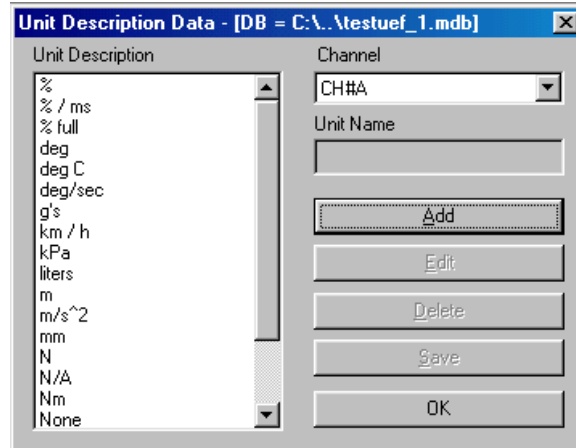 Unit Description Data - [DB = C:\..\testuef_1.mdb]
Unit Description
%
% / ms
% full
deg
deg C
deg/sec
g's
km / h
kPa
liters
m
m/s^2
mm
N
N/A
Nm
None
Channel
CH#A
Unit Name
Add
Edit
Delete
Save
OK